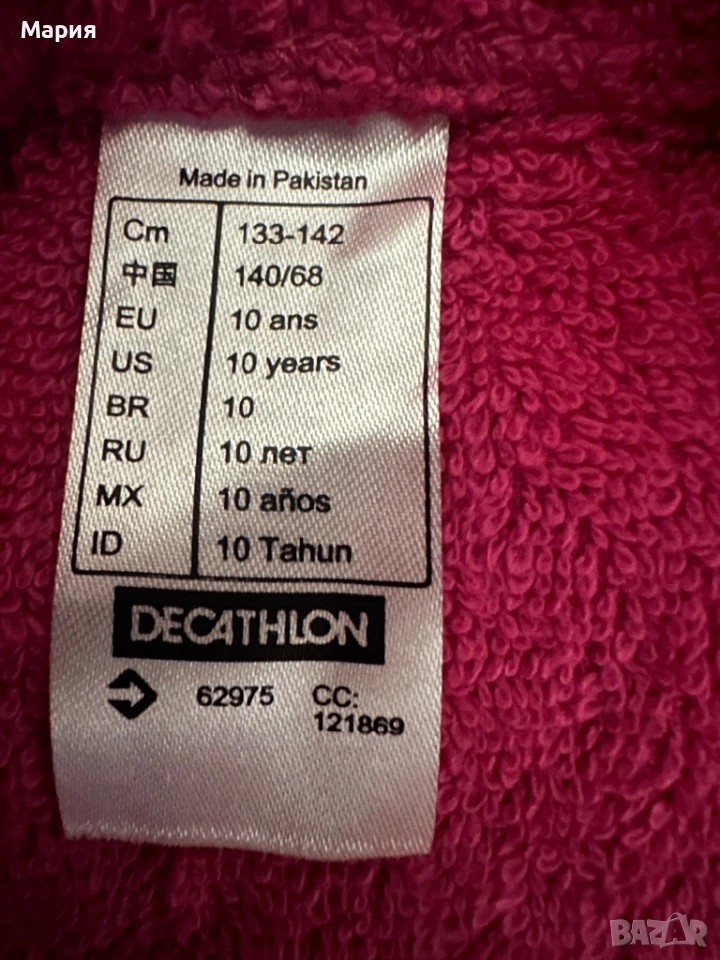 Мария
Made in Pakistan
Cm 133-142
中国 140/68
EU 10 ans
US 10 years
BR 10
RU 10 лет
MX 10 años
ID 10 Tahun
DECATHLON
62975 CC:
121869
BAZAR